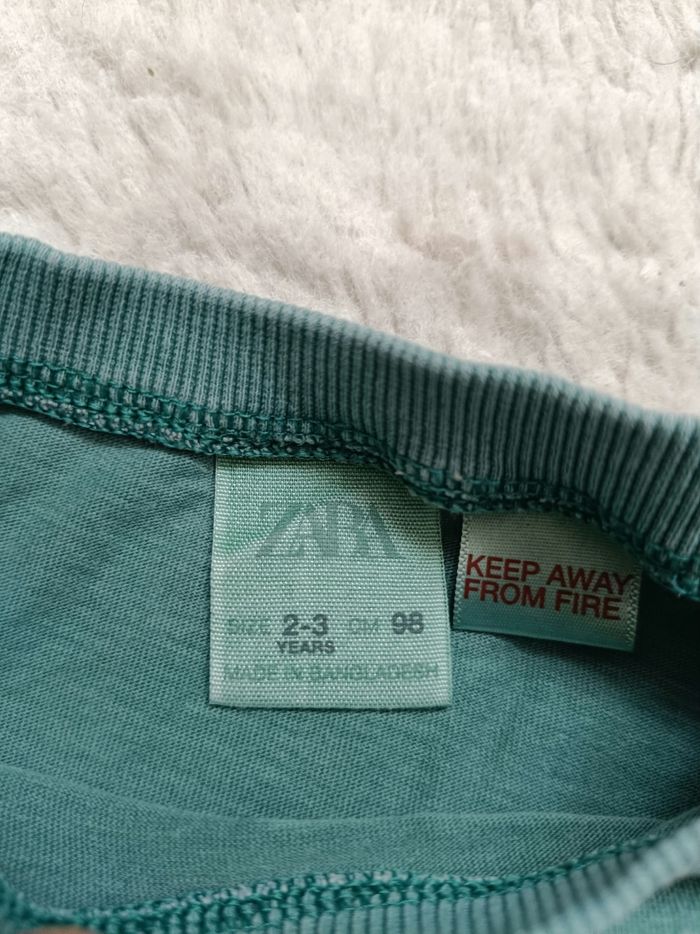 ZARA
SIZE 2-3 CM 98
YEARS
MADE IN BANGLADESH
KEEP AWAY
FROM FIRE